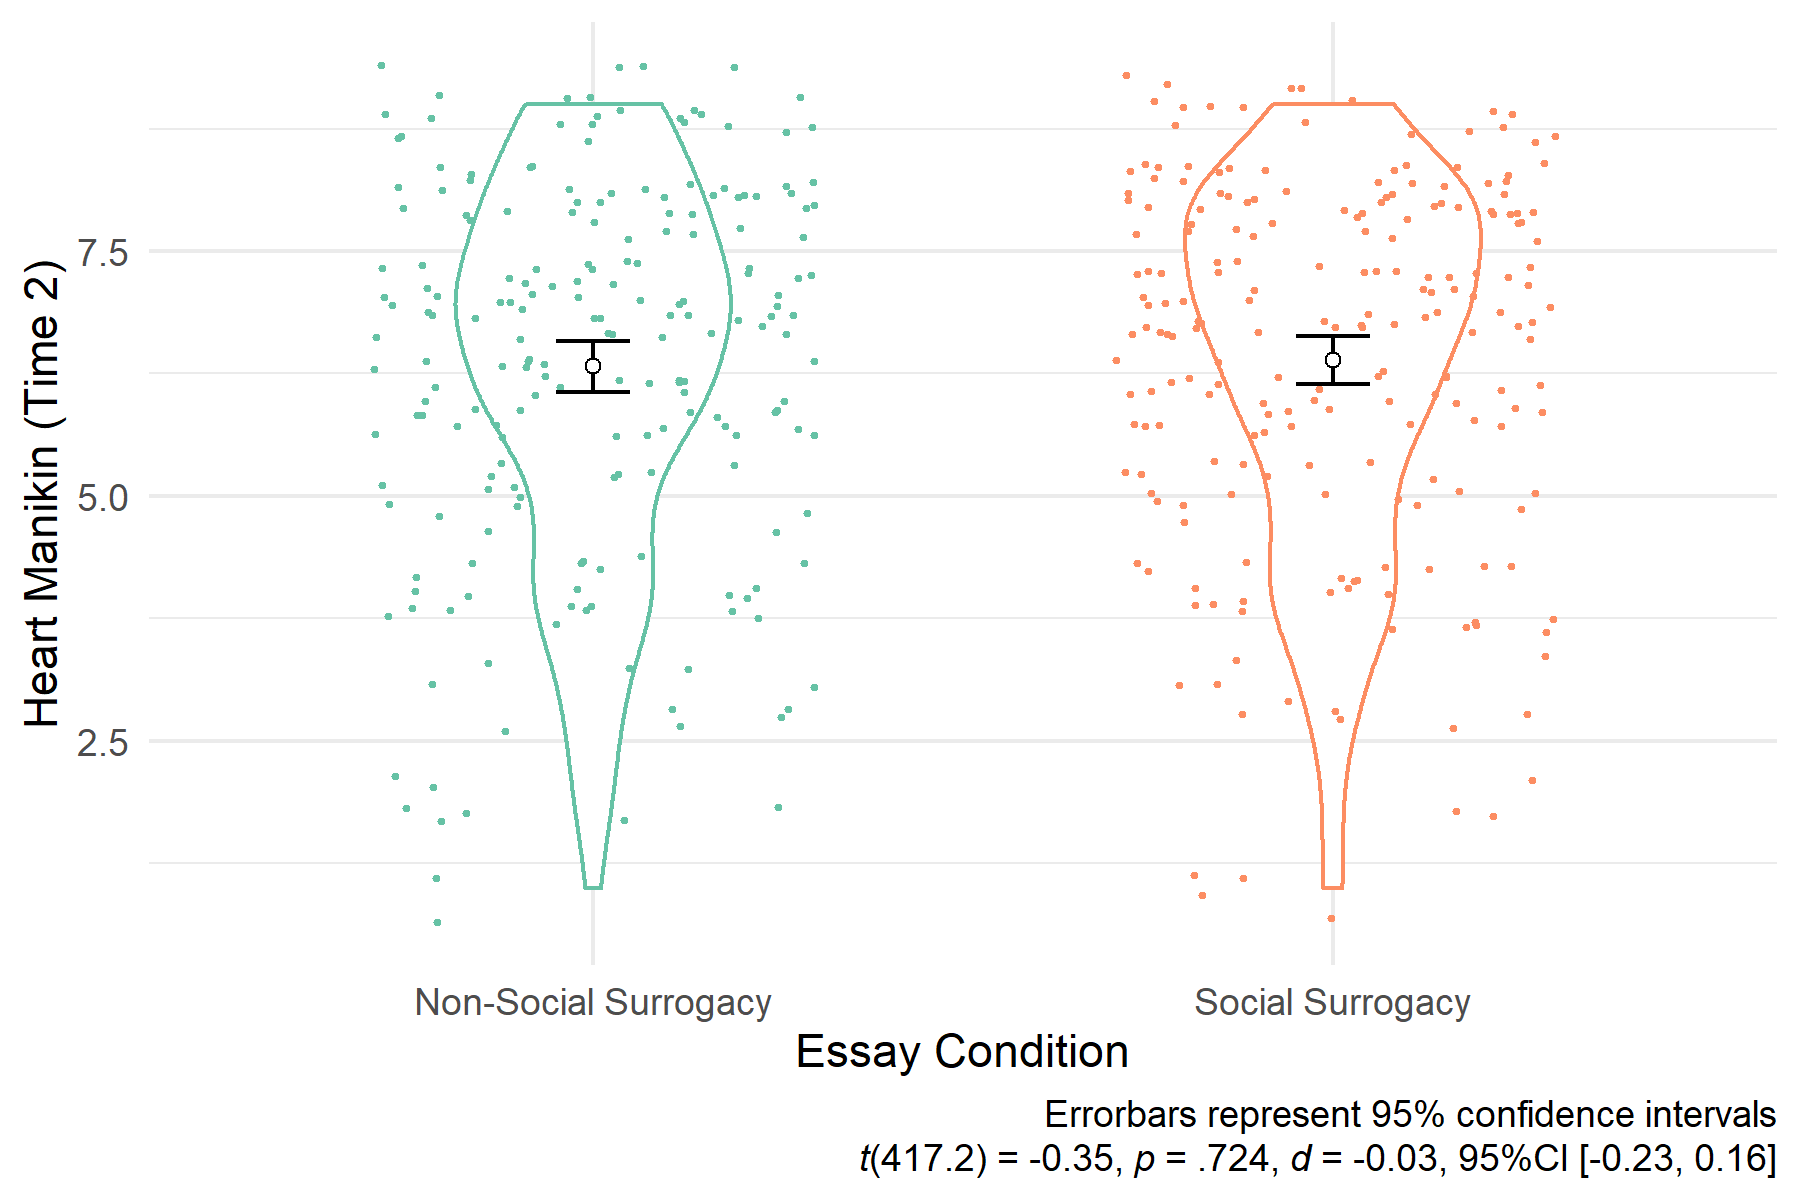 Heart Manikin (Time 2)
7.5
5.0
2.5
Non-Social Surrogacy
Social Surrogacy
Essay Condition
Errorbars represent 95% confidence intervals
t(417.2) = -0.35, p = .724, d = -0.03, 95%CI [-0.23, 0.16]